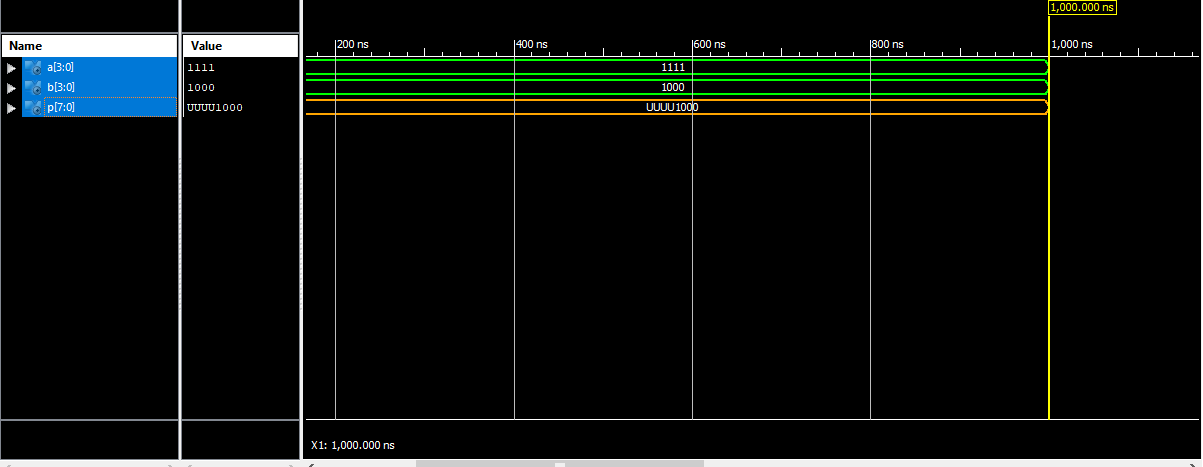 1,000.000 ns
Name Value
200 ns 400 ns 600 ns 800 ns 1,000 ns
a[3:0] 1111 1111
b[3:0] 1000 1000
p[7:0] UUUU1000 UUUU1000
X1: 1,000.000 ns